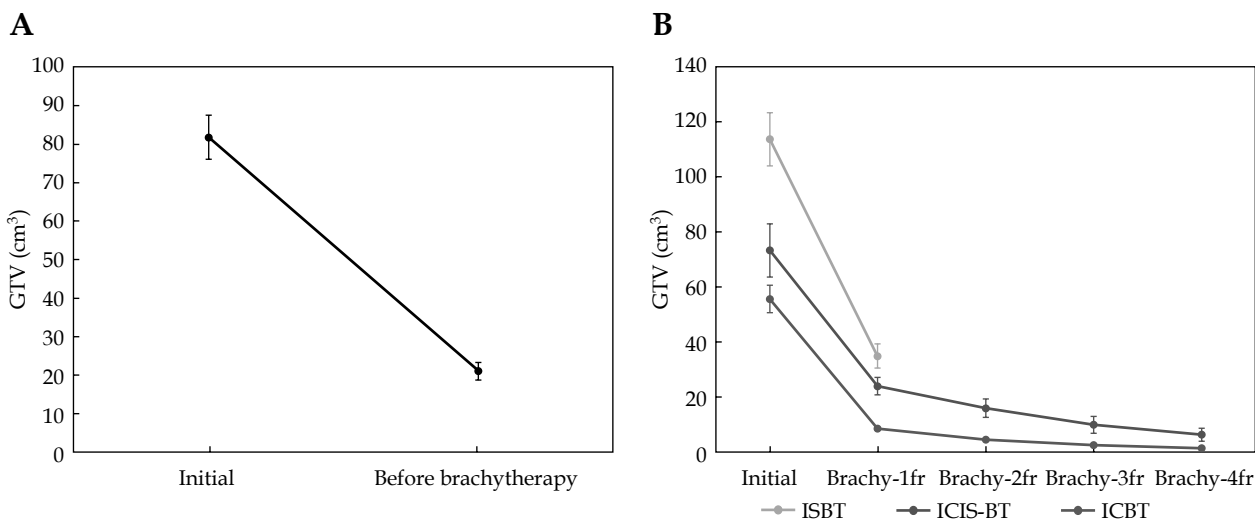 A
GTV (cm³)
100
90
80
70
60
50
40
30
20
10
0
Initial Before brachytherapy
B
GTV (cm³)
140
120
100
80
60
40
20
0
Initial Brachy-1fr Brachy-2fr Brachy-3fr Brachy-4fr
ISBT ICIS-BT ICBT